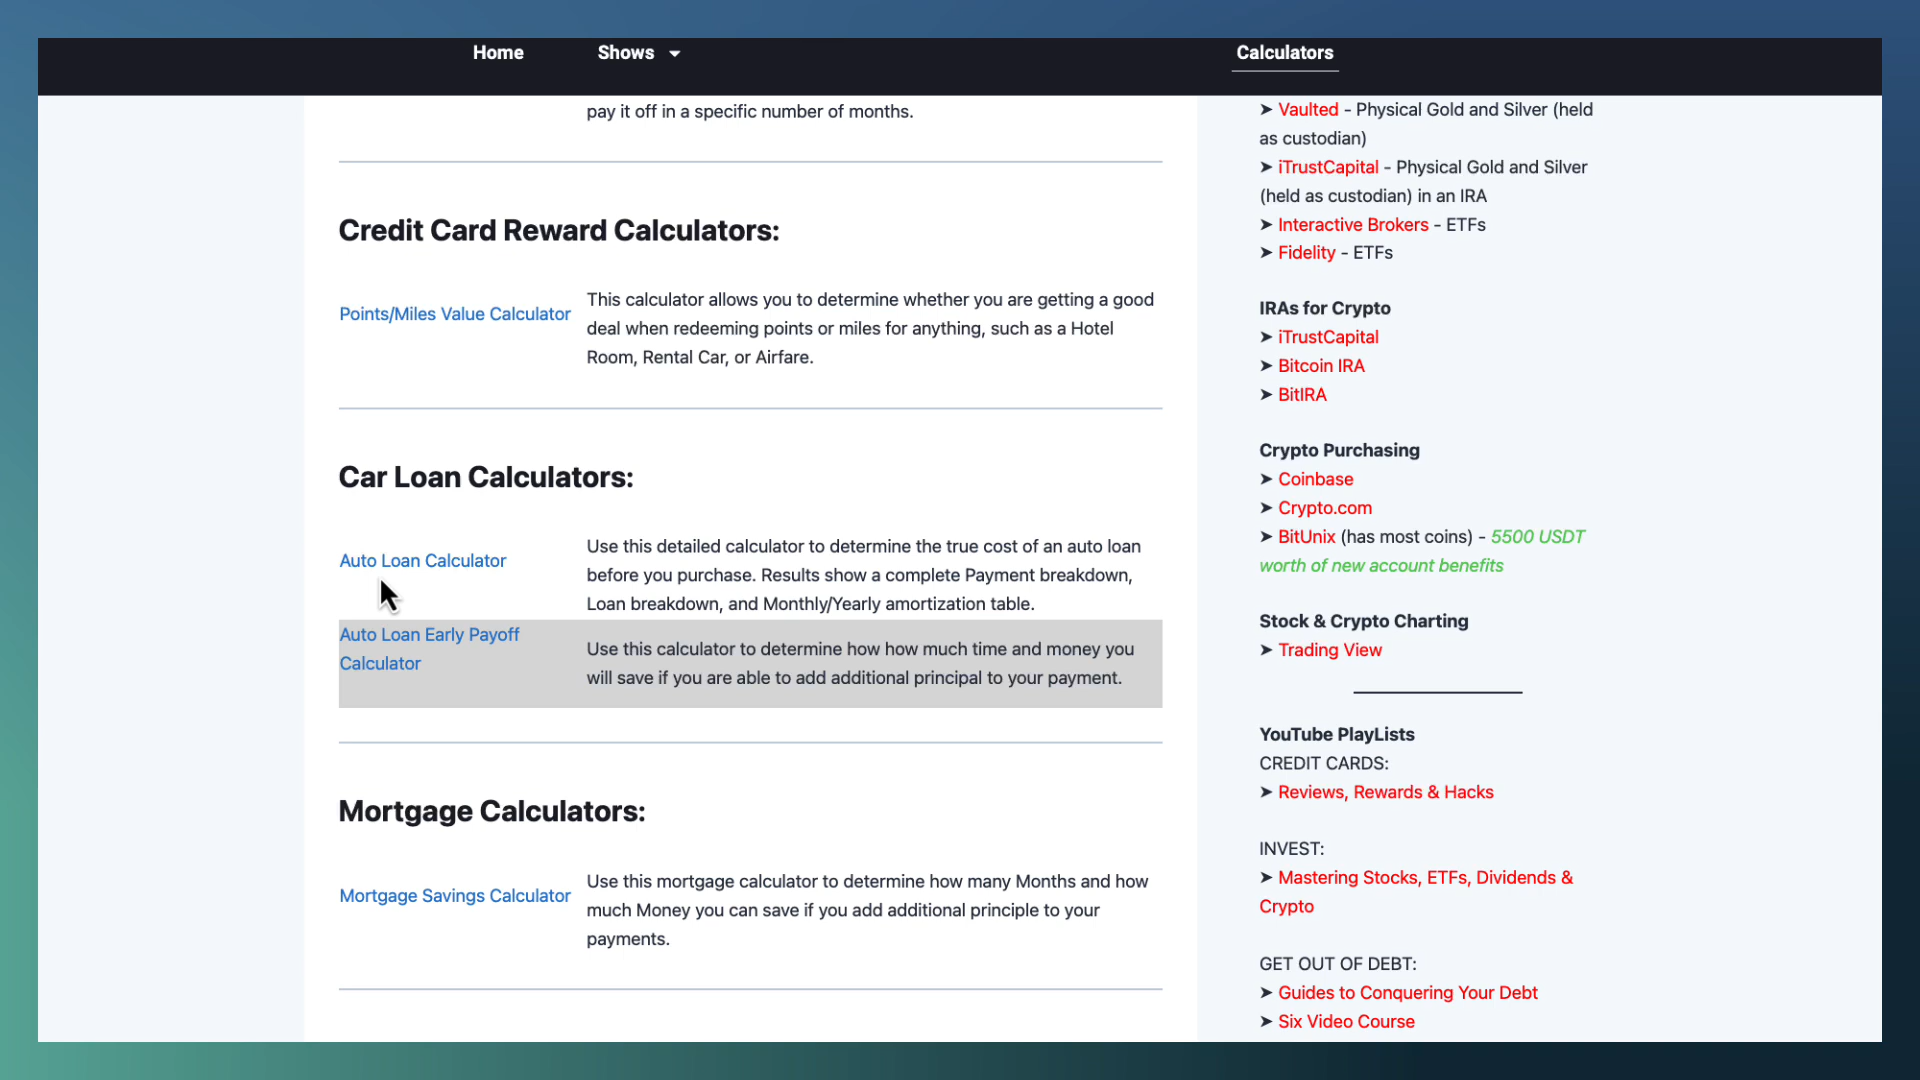 Home
Shows
Calculators
pay it off in a specific number of months.
Credit Card Reward Calculators:
Points/Miles Value Calculator
This calculator allows you to determine whether you are getting a good
deal when redeeming points or miles for anything, such as a Hotel
Room, Rental Car, or Airfare.
Car Loan Calculators:
Auto Loan Calculator
Use this detailed calculator to determine the true cost of an auto loan
before you purchase. Results show a complete Payment breakdown,
Loan breakdown, and Monthly/Yearly amortization table.
Auto Loan Early Payoff
Calculator
Use this calculator to determine how how much time and money you
will save if you are able to add additional principal to your payment.
Mortgage Calculators:
Mortgage Savings Calculator
Use this mortgage calculator to determine how many Months and how
much Money you can save if you add additional principle to your
payments.
➤ Vaulted - Physical Gold and Silver (held
as custodian)
➤ iTrustCapital - Physical Gold and Silver
(held as custodian) in an IRA
➤ Interactive Brokers - ETFs
➤ Fidelity - ETFs
IRAs for Crypto
➤ iTrustCapital
➤ Bitcoin IRA
➤ BitIRA
Crypto Purchasing
➤ Coinbase
➤ Crypto.com
➤ BitUnix (has most coins) - 5500 USDT
worth of new account benefits
Stock & Crypto Charting
➤ Trading View
YouTube PlayLists
CREDIT CARDS:
➤ Reviews, Rewards & Hacks
INVEST:
➤ Mastering Stocks, ETFs, Dividends &
Crypto
GET OUT OF DEBT:
➤ Guides to Conquering Your Debt
➤ Six Video Course